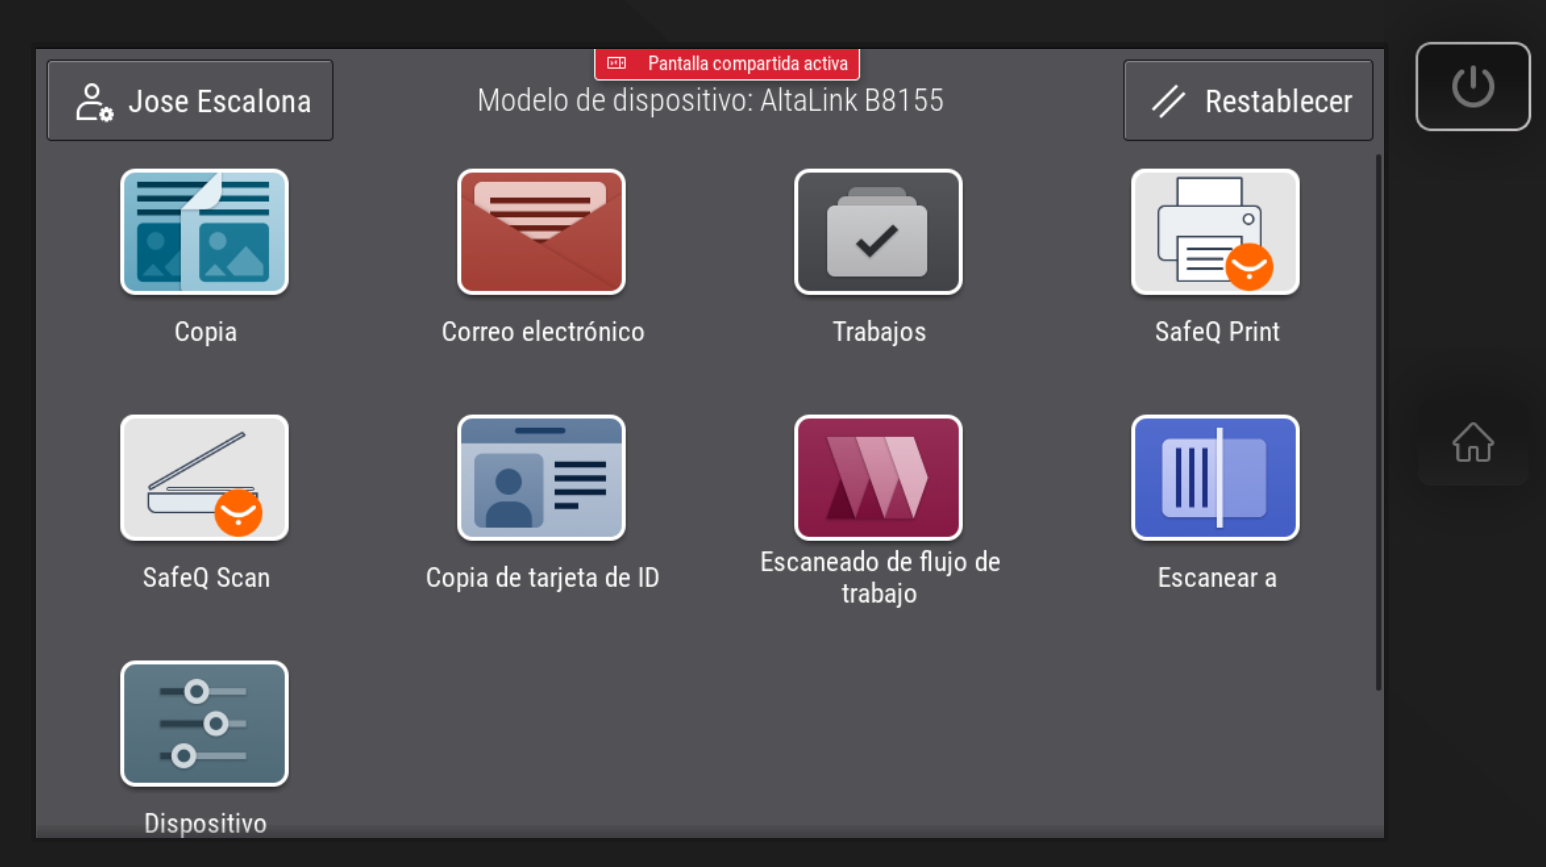 Pantalla compartida activa
Jose Escalona
Modelo de dispositivo: AltaLink B8155
Restablecer
Copia
Correo electrónico
Trabajos
SafeQ Print
SafeQ Scan
Copia de tarjeta de ID
Escaneado de flujo de
trabajo
Escanear a
Dispositivo